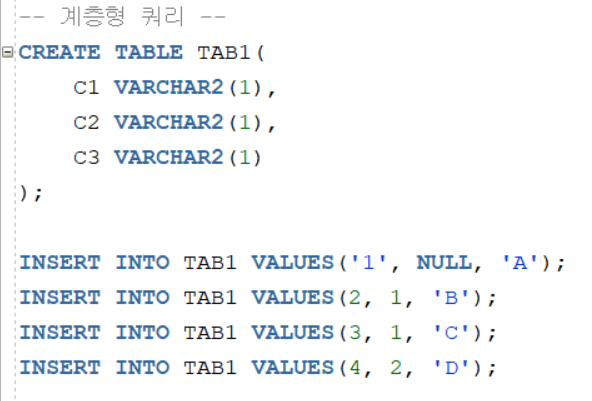 -- 계층형 쿼리 --
CREATE TABLE TAB1(
C1 VARCHAR2(1),
C2 VARCHAR2(1),
C3 VARCHAR2(1)
);
INSERT INTO TAB1 VALUES('1', NULL, 'A');
INSERT INTO TAB1 VALUES(2, 1, 'B');
INSERT INTO TAB1 VALUES(3, 1, 'C');
INSERT INTO TAB1 VALUES(4, 2, 'D');